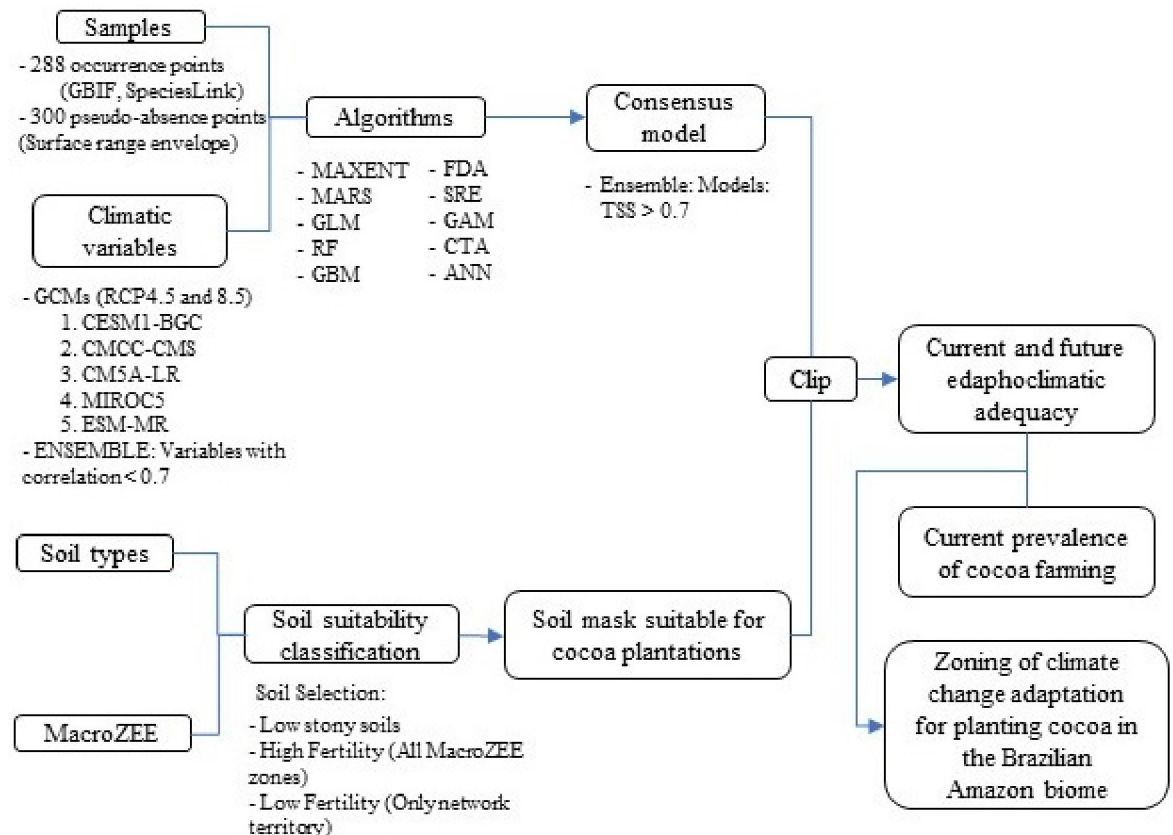 Samples
- 288 occurrence points
(GBIF, SpeciesLink)
- 300 pseudo-absence points
(Surface range envelope)
Climatic
variables
- GCMs (RCP4.5 and 8.5)
1. CESM1-BGC
2. CMCC-CMS
3. CM5A-LR
4. MIROC5
5. ESM-MR
- ENSEMBLE: Variables with
correlation< 0.7
Algorithms
- MAXENT
- MARS
- GLM
- RF
- GBM
- FDA
- SRE
- GAM
- CTA
- ANN
Consensus
model
- Ensemble: Models:
TSS > 0.7
Soil types
MacroZEE
Soil suitability
classification
Soil Selection:
- Low stony soils
- High Fertility (All MacroZEE
zones)
- Low Fertility (Only network
territory)
Soil mask suitable for
cocoa plantations
Clip
Current and future
edaphoclimatic
adequacy
Current prevalence
of cocoa farming
Zoning of climate
change adaptation
for planting cocoa in
the Brazilian
Amazon biome